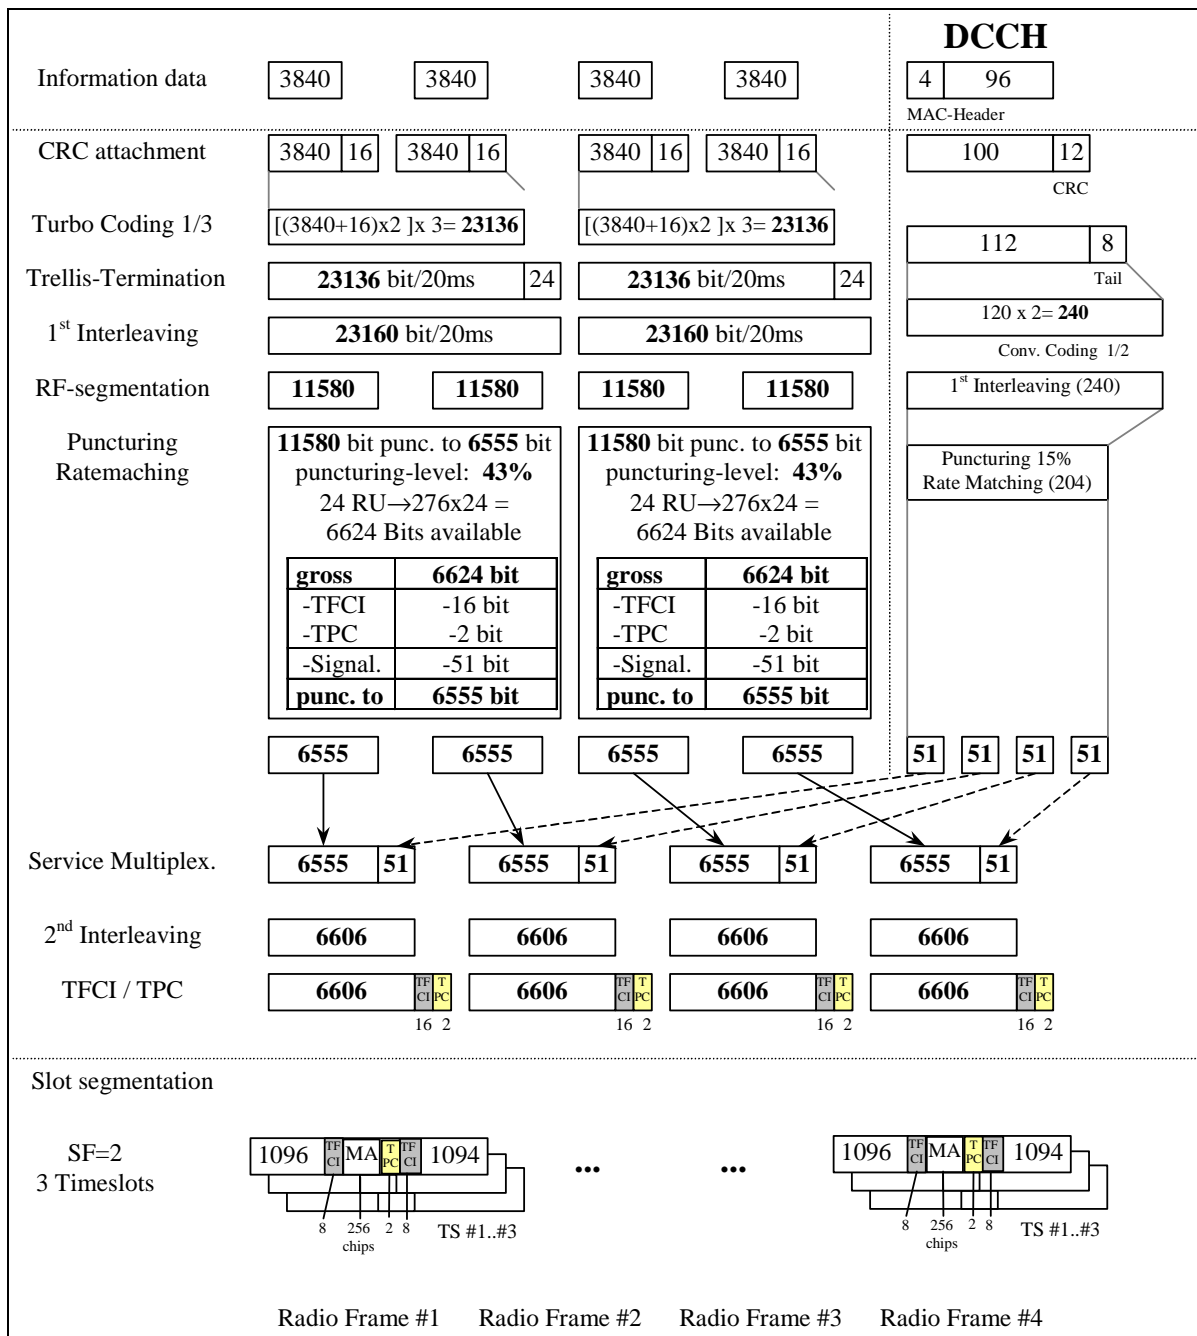 DCCH
Information data 3840 3840 3840 3840 4 96
MAC-Header
CRC attachment 3840 16 3840 16 3840 16 3840 16 100 12
CRC
Turbo Coding 1/3 [(3840+16)x2 ]x 3= 23136 [(3840+16)x2 ]x 3= 23136
112 8
Tail
Trellis-Termination 23136 bit/20ms 24 23136 bit/20ms 24
120 x 2= 240
Conv. Coding 1/2
1st Interleaving 23160 bit/20ms 23160 bit/20ms
RF-segmentation 11580 11580 11580 11580 1st Interleaving (240)
Puncturing
Ratemaching
11580 bit punc. to 6555 bit
puncturing-level: 43%
24 RU→276x24 =
6624 Bits available
gross 6624 bit
-TFCI -16 bit
-TPC -2 bit
-Signal. -51 bit
punc. to 6555 bit
11580 bit punc. to 6555 bit
puncturing-level: 43%
24 RU→276x24 =
6624 Bits available
gross 6624 bit
-TFCI -16 bit
-TPC -2 bit
-Signal. -51 bit
punc. to 6555 bit
Puncturing 15%
Rate Matching (204)
6555 6555 6555 6555 51 51 51 51
Service Multiplex. 6555 51 6555 51 6555 51 6555 51
2nd Interleaving 6606 6606 6606 6606
TFCI / TPC 6606 TF CI T PC 6606 TF CI T PC 6606 TF CI T PC 6606 TF CI T PC
16 2 16 2 16 2 16 2
Slot segmentation
SF=2
3 Timeslots
1096 TF CI MA T PC TF CI 1094 ... ... 1096 TF CI MA T PC TF CI 1094
8 256 2 8 TS #1..#3 8 256 2 8 TS #1..#3
chips chips
Radio Frame #1 Radio Frame #2 Radio Frame #3 Radio Frame #4